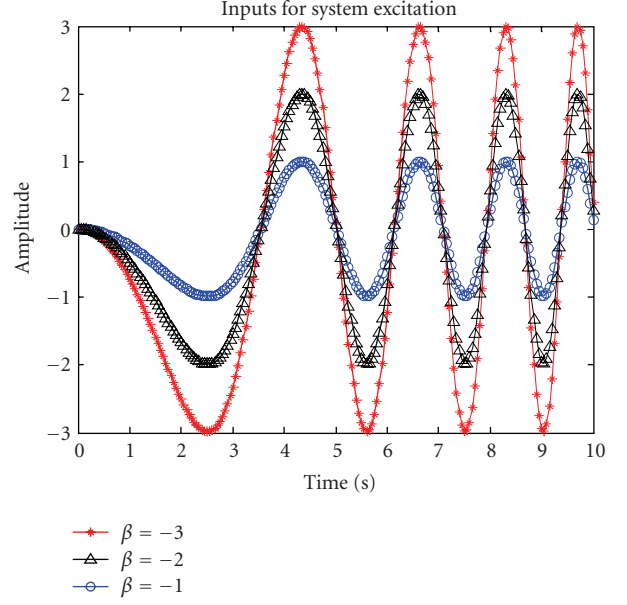 Inputs for system excitation
3
2
1
0
−1
−2
−3
Amplitude
0 1 2 3 4 5 6 7 8 9 10
Time (s)
β = −3
β = −2
β = −1